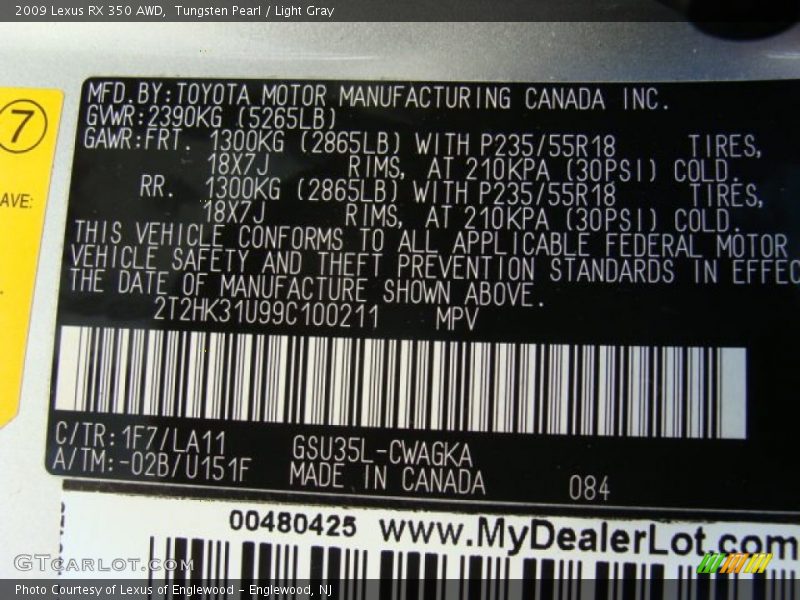 2009 Lexus RX 350 AWD,  Tungsten Pearl / Light Gray
7
AVE:
MFD.BY:TOYOTA MOTOR MANUFACTURING CANADA INC.
GVWR:2390KG (5265LB)
GAWR:FRT. 1300KG (2865LB) WITH P235/55R18 TIRES,
18X7J RIMS, AT 210KPA (30PSI) COLD.
RR. 1300KG (2865LB) WITH P235/55R18 TIRES,
18X7J RIMS, AT 210KPA (30PSI) COLD.
THIS VEHICLE CONFORMS TO ALL APPLICABLE FEDERAL MOTOR
VEHICLE SAFETY AND THEFT PREVENTION STANDARDS IN EFFEC
THE DATE OF MANUFACTURE SHOWN ABOVE.
2T2HK31U99C100211 MPV
C/TR:1F7/LA11 GSU35L-CWAGKA
A/TM:-02B/U151F MADE IN CANADA 084
00480425 www.MyDealerLot.com
GTcarlot.com
Photo Courtesy of Lexus of Englewood – Englewood, NJ